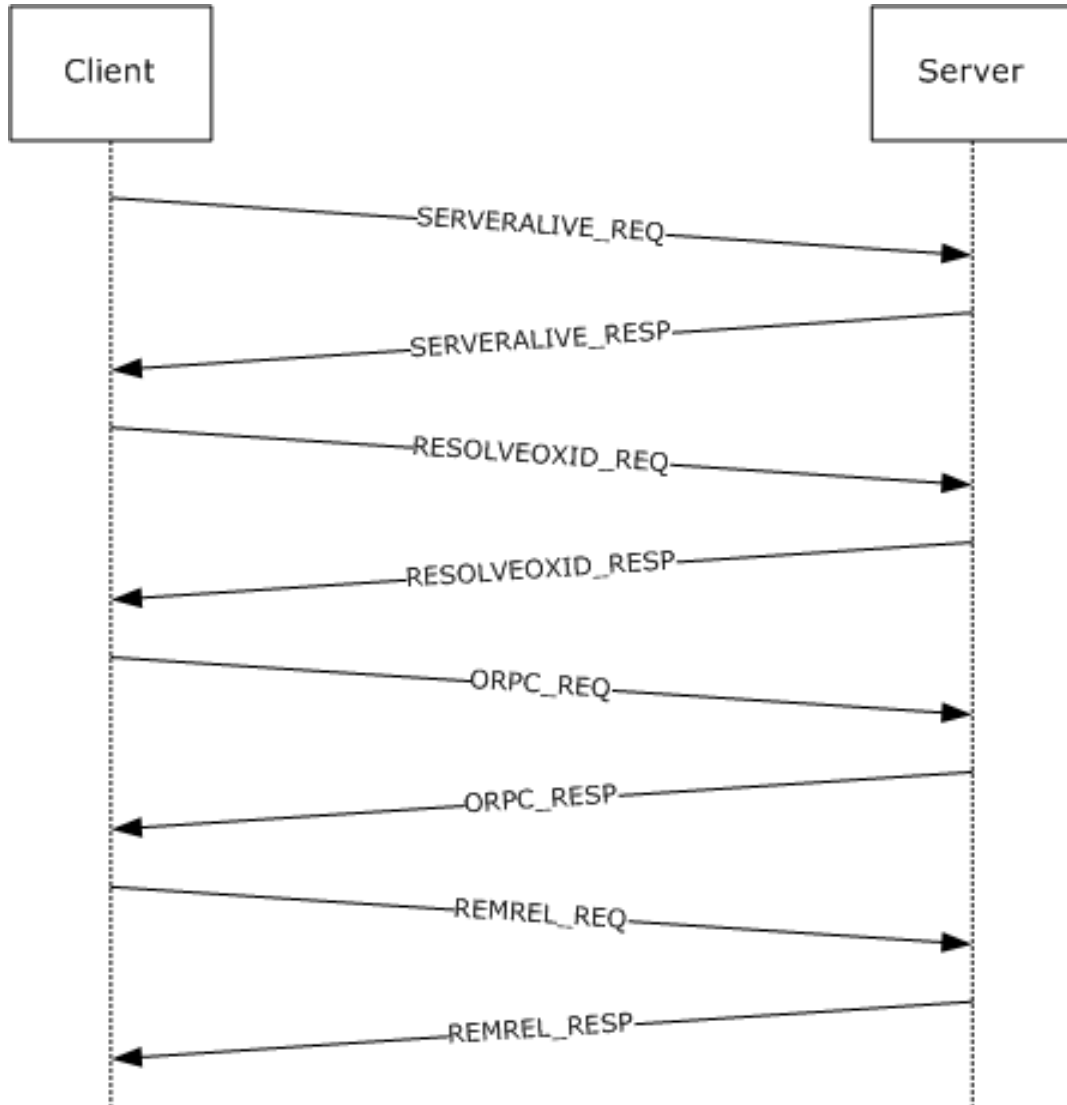 Client
Server
SERVERALIVE_REQ
SERVERALIVE_RESP
RESOLVEOXID_REQ
RESOLVEOXID_RESP
ORPC_REQ
ORPC_RESP
REMREL_REQ
REMREL_RESP